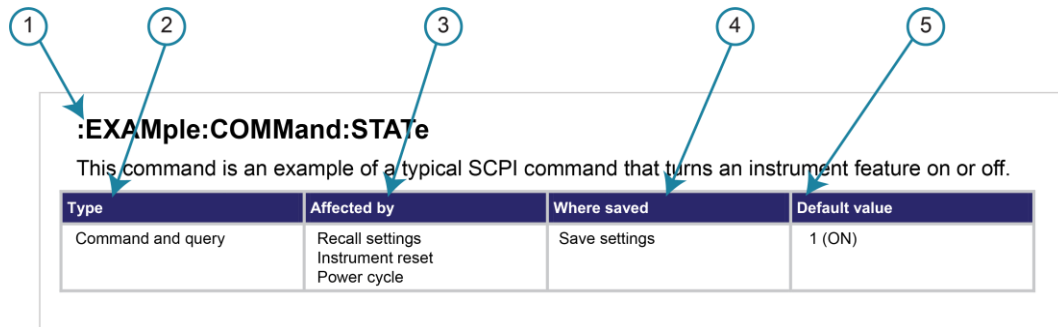 1 2 3 4 5
:EXAMple:COMMand:STATe
This command is an example of a typical SCPI command that turns an instrument feature on or off.
Type Affected by Where saved Default value
Command and query Recall settings Save settings 1 (ON)
Instrument reset
Power cycle